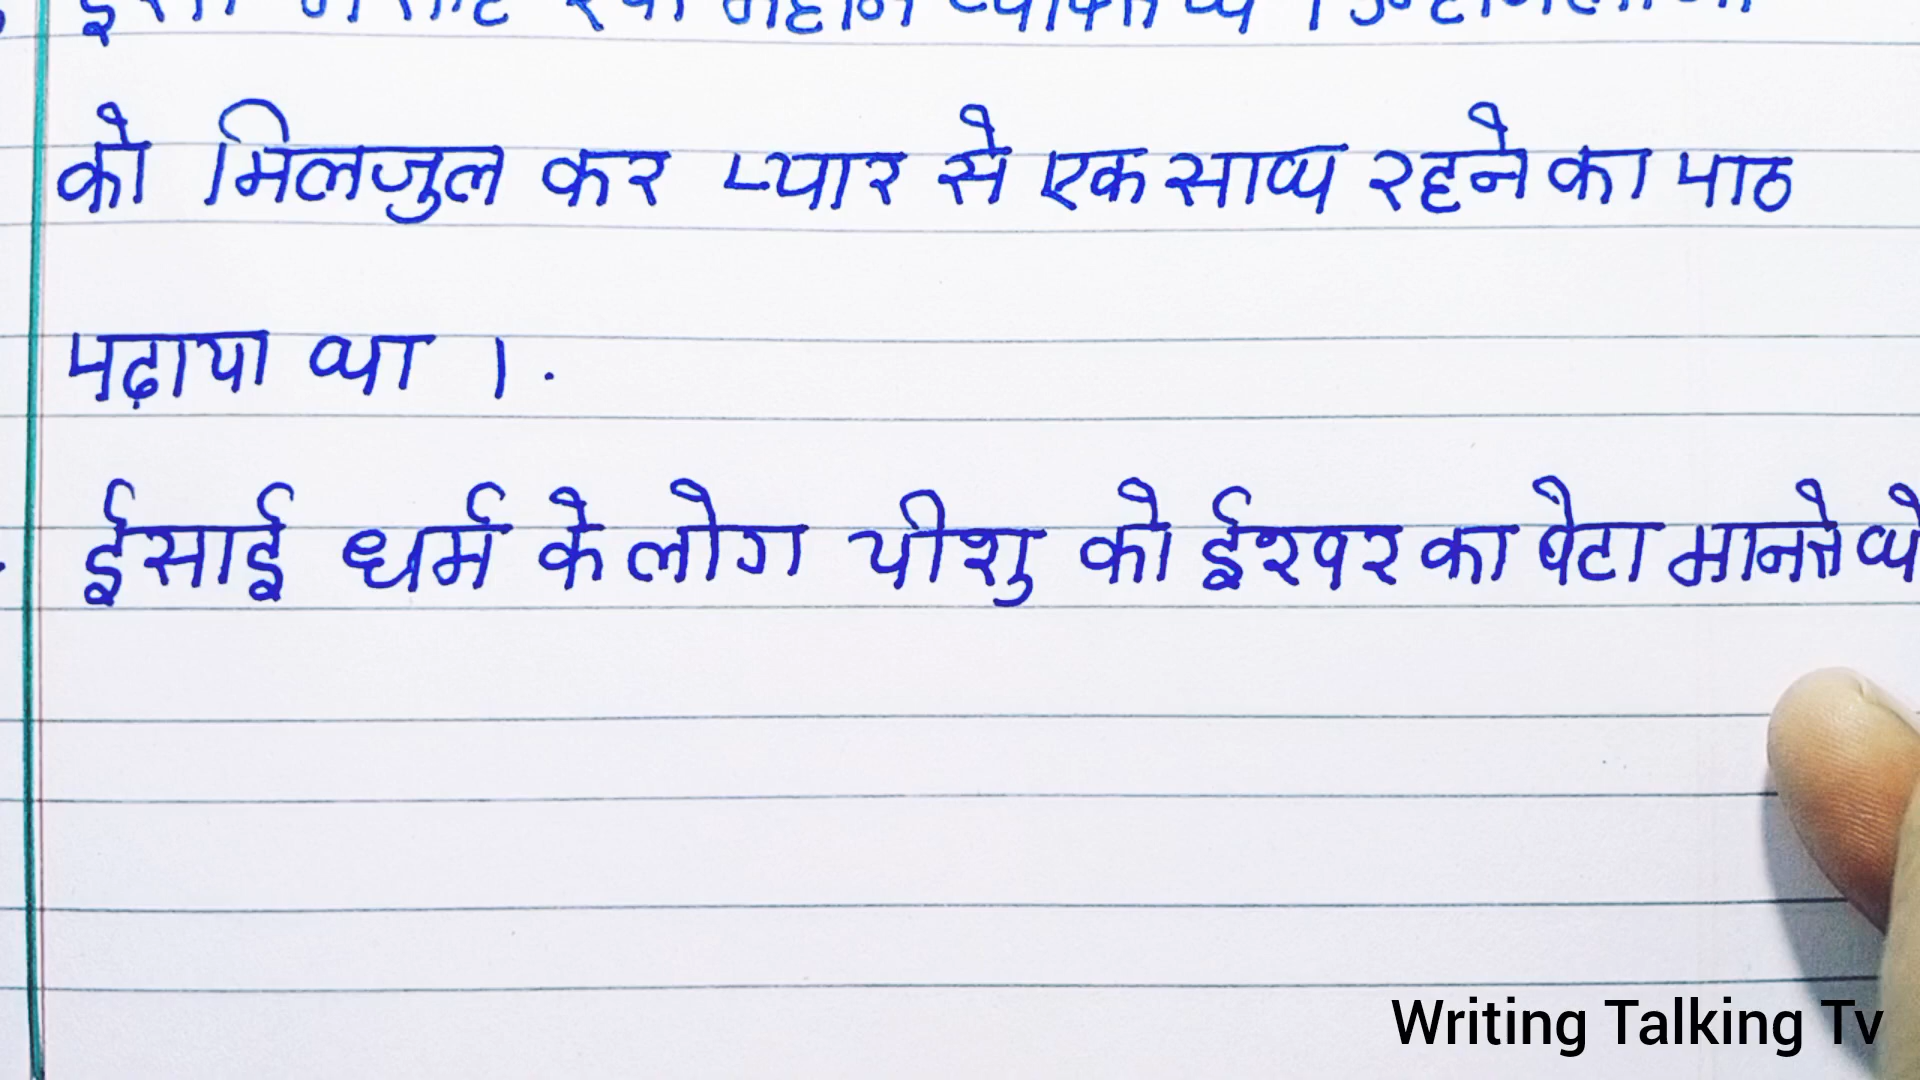 को मिलजुल कर प्यार से एक साथ रहने का पाठ
पढ़ाया था ।.
ईसाई धर्म के लोग यीशु को ईश्वर का बेटा मानते थे
Writing Talking Tv